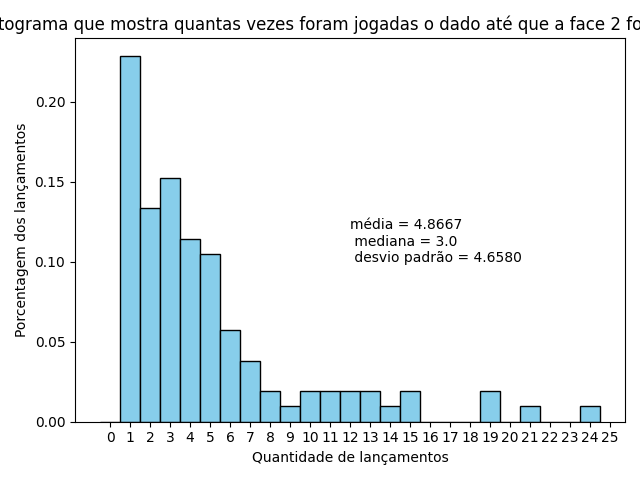 tograma que mostra quantas vezes foram jogadas o dado até que a face 2 fo
0.20
0.15
0.10
0.05
0.00
Porcentagem dos lançamentos
média = 4.8667
mediana = 3.0
desvio padrão = 4.6580
0 1 2 3 4 5 6 7 8 9 10 11 12 13 14 15 16 17 18 19 20 21 22 23 24 25
Quantidade de lançamentos